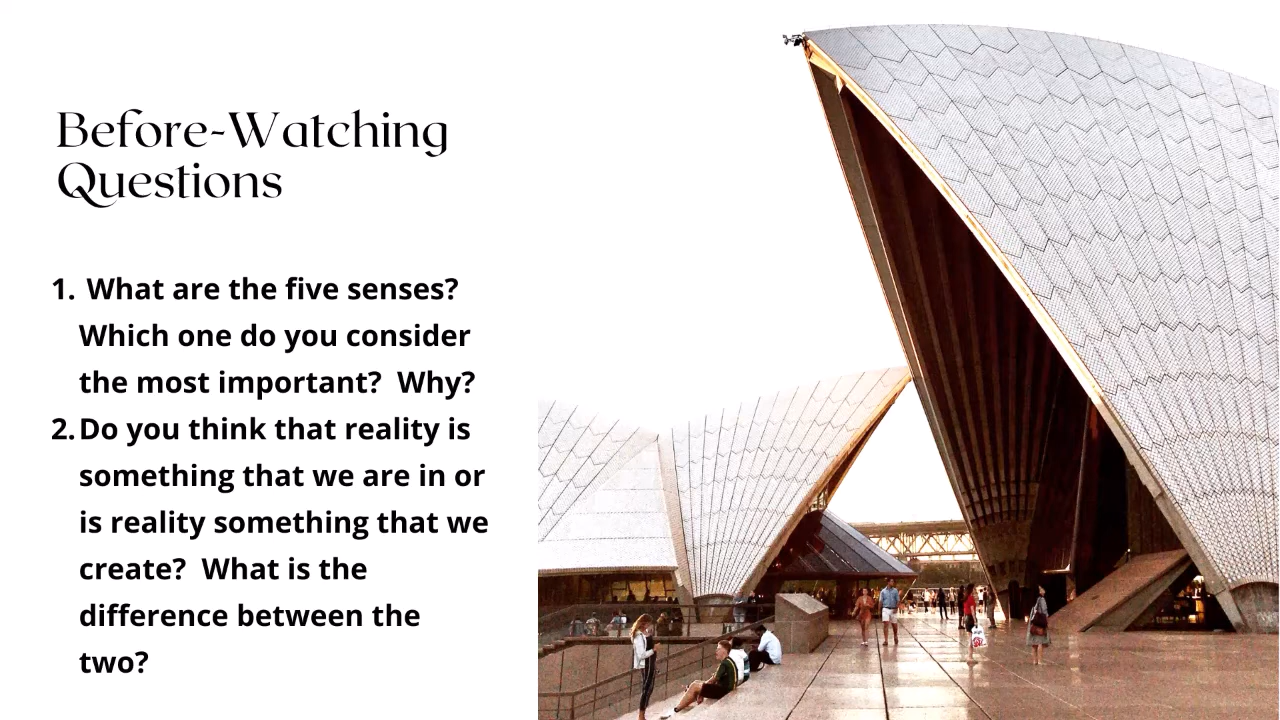 Before-Watching
Questions
1. What are the five senses?
Which one do you consider
the most important?  Why?
2. Do you think that reality is
something that we are in or
is reality something that we
create?  What is the
difference between the
two?